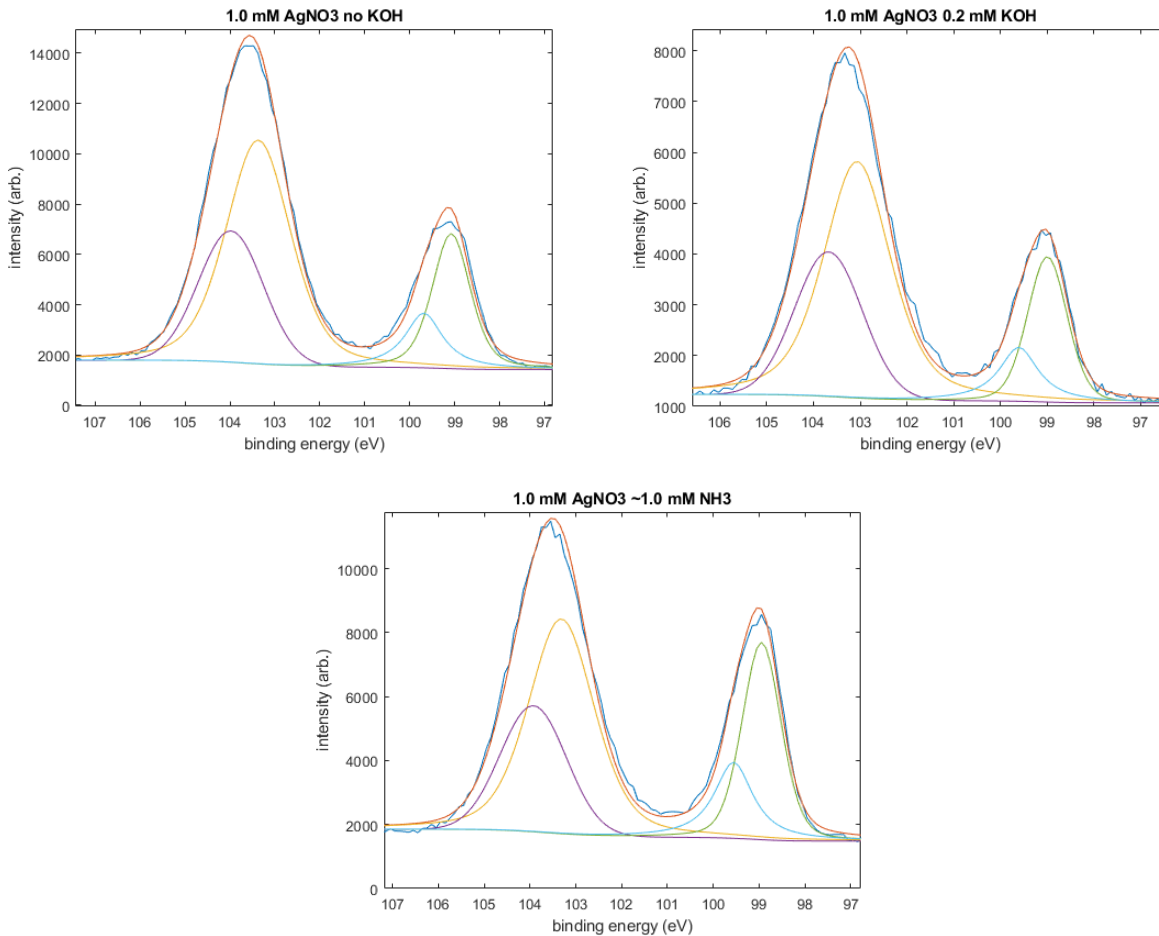 1.0 mM AgNO3 no KOH
intensity (arb.)
14000
12000
10000
8000
6000
4000
2000
0
107 106 105 104 103 102 101 100 99 98 97
binding energy (eV)
1.0 mM AgNO3 0.2 mM KOH
intensity (arb.)
8000
7000
6000
5000
4000
3000
2000
1000
106 105 104 103 102 101 100 99 98 97
binding energy (eV)
1.0 mM AgNO3 ~1.0 mM NH3
intensity (arb.)
10000
8000
6000
4000
2000
0
107 106 105 104 103 102 101 100 99 98 97
binding energy (eV)